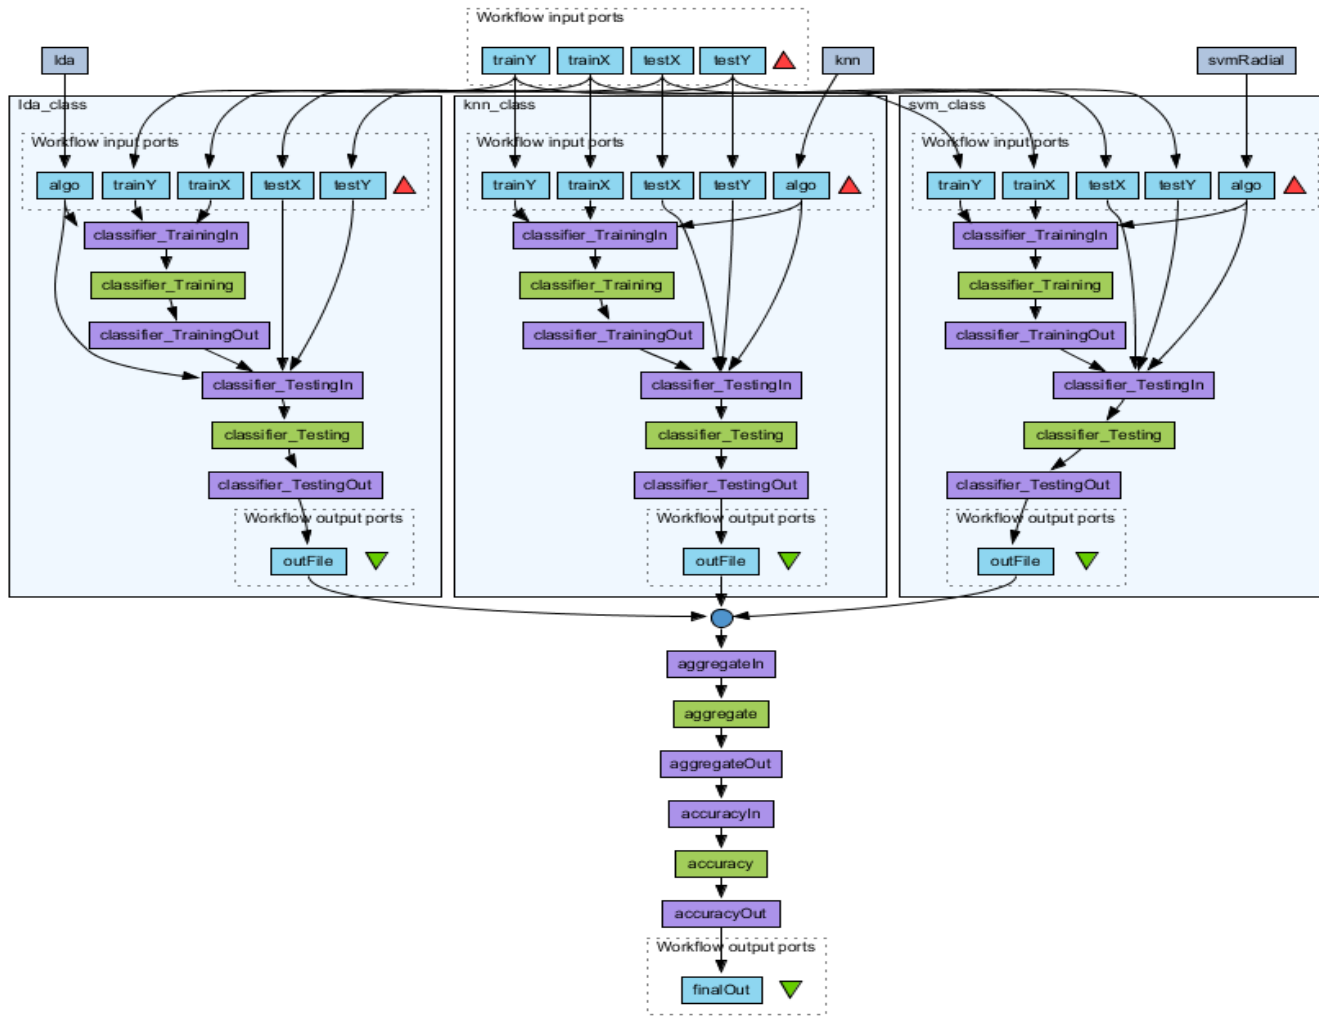 Workflow input ports
lda
trainY trainX testX testY
knn
svmRadial
lda_class
knn_class
svm_class
Workflow input ports
Workflow input ports
Workflow input ports
algo trainY trainX testX testY
trainY trainX testX testY algo
trainY trainX testX testY algo
classifier_TrainingIn
classifier_TrainingIn
classifier_TrainingIn
classifier_Training
classifier_Training
classifier_Training
classifier_TrainingOut
classifier_TrainingOut
classifier_TrainingOut
classifier_TestingIn
classifier_TestingIn
classifier_TestingIn
classifier_Testing
classifier_Testing
classifier_Testing
classifier_TestingOut
classifier_TestingOut
classifier_TestingOut
Workflow output ports
Workflow output ports
Workflow output ports
outFile
outFile
outFile
aggregateIn
aggregate
aggregateOut
accuracyIn
accuracy
accuracyOut
Workflow output ports
finalOut